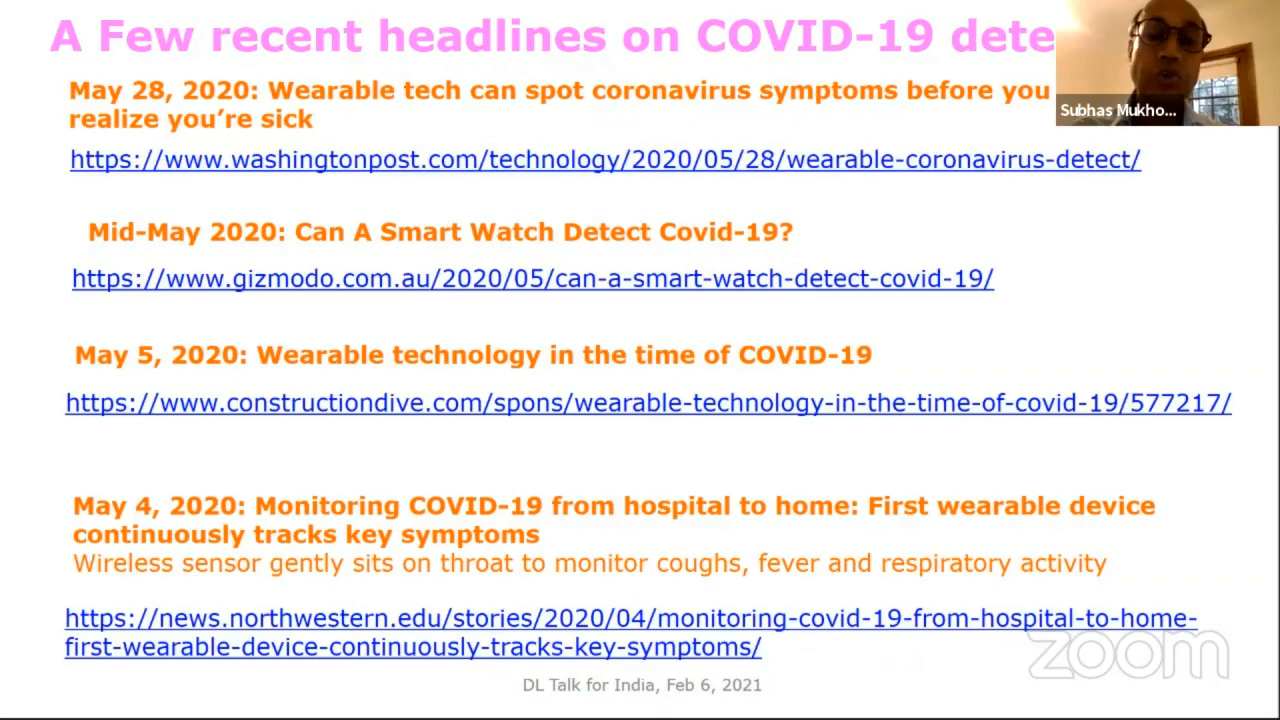 A Few recent headlines on COVID-19 dete
May 28, 2020: Wearable tech can spot coronavirus symptoms before you
realize you're sick
Subhas Mukho...
https://www.washingtonpost.com/technology/2020/05/28/wearable-coronavirus-detect/
Mid-May 2020: Can A Smart Watch Detect Covid-19?
https://www.gizmodo.com.au/2020/05/can-a-smart-watch-detect-covid-19/
May 5, 2020: Wearable technology in the time of COVID-19
https://www.constructiondive.com/spons/wearable-technology-in-the-time-of-covid-19/577217/
May 4, 2020: Monitoring COVID-19 from hospital to home: First wearable device
continuously tracks key symptoms
Wireless sensor gently sits on throat to monitor coughs, fever and respiratory activity
https://news.northwestern.edu/stories/2020/04/monitoring-covid-19-from-hospital-to-home-
first-wearable-device-continuously-tracks-key-symptoms/
zoom
DL Talk for India, Feb 6, 2021